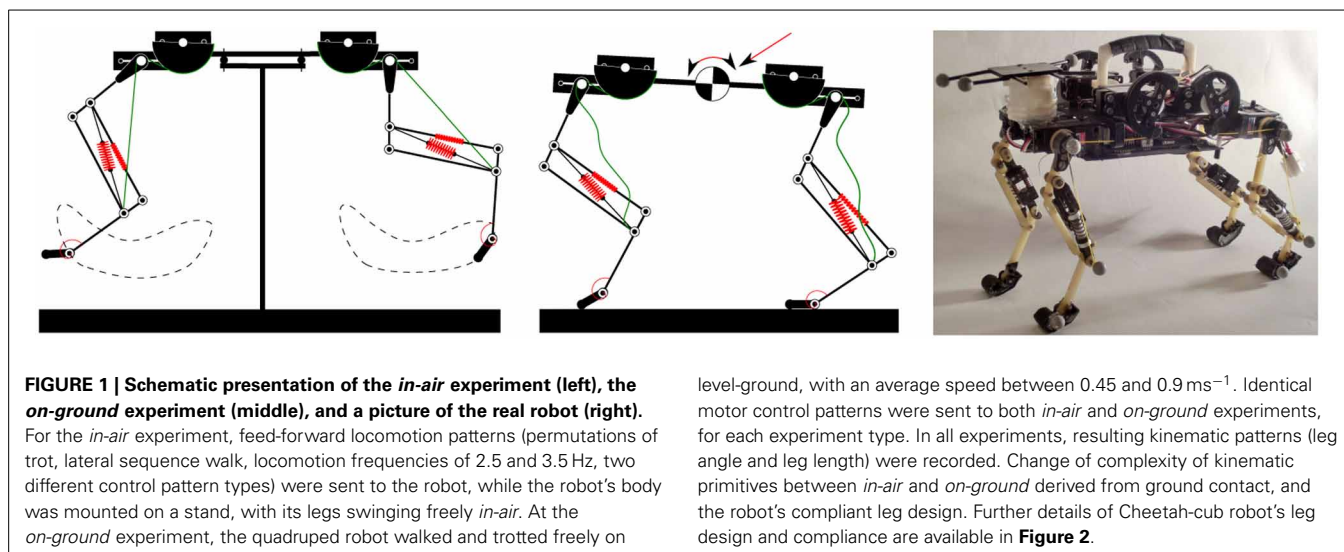 FIGURE 1 | Schematic presentation of the in-air experiment (left), the
on-ground experiment (middle), and a picture of the real robot (right).
For the in-air experiment, feed-forward locomotion patterns (permutations of
trot, lateral sequence walk, locomotion frequencies of 2.5 and 3.5 Hz, two
different control pattern types) were sent to the robot, while the robot's body
was mounted on a stand, with its legs swinging freely in-air. At the
on-ground experiment, the quadruped robot walked and trotted freely on
level-ground, with an average speed between 0.45 and 0.9 ms⁻¹. Identical
motor control patterns were sent to both in-air and on-ground experiments,
for each experiment type. In all experiments, resulting kinematic patterns (leg
angle and leg length) were recorded. Change of complexity of kinematic
primitives between in-air and on-ground derived from ground contact, and
the robot's compliant leg design. Further details of Cheetah-cub robot's leg
design and compliance are available in Figure 2.